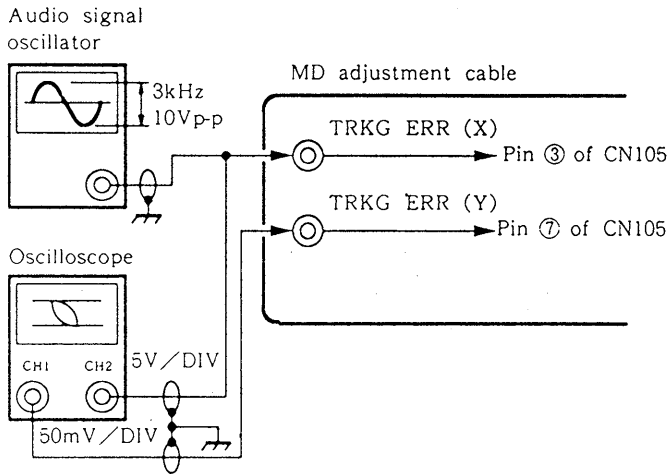 Audio signal
oscillator
3kHz
10Vp-p
MD adjustment cable
TRKG ERR (X)
Pin ③ of CN105
TRKG ERR (Y)
Pin ⑦ of CN105
Oscilloscope
CH1
CH2
5V/DIV
50mV/DIV